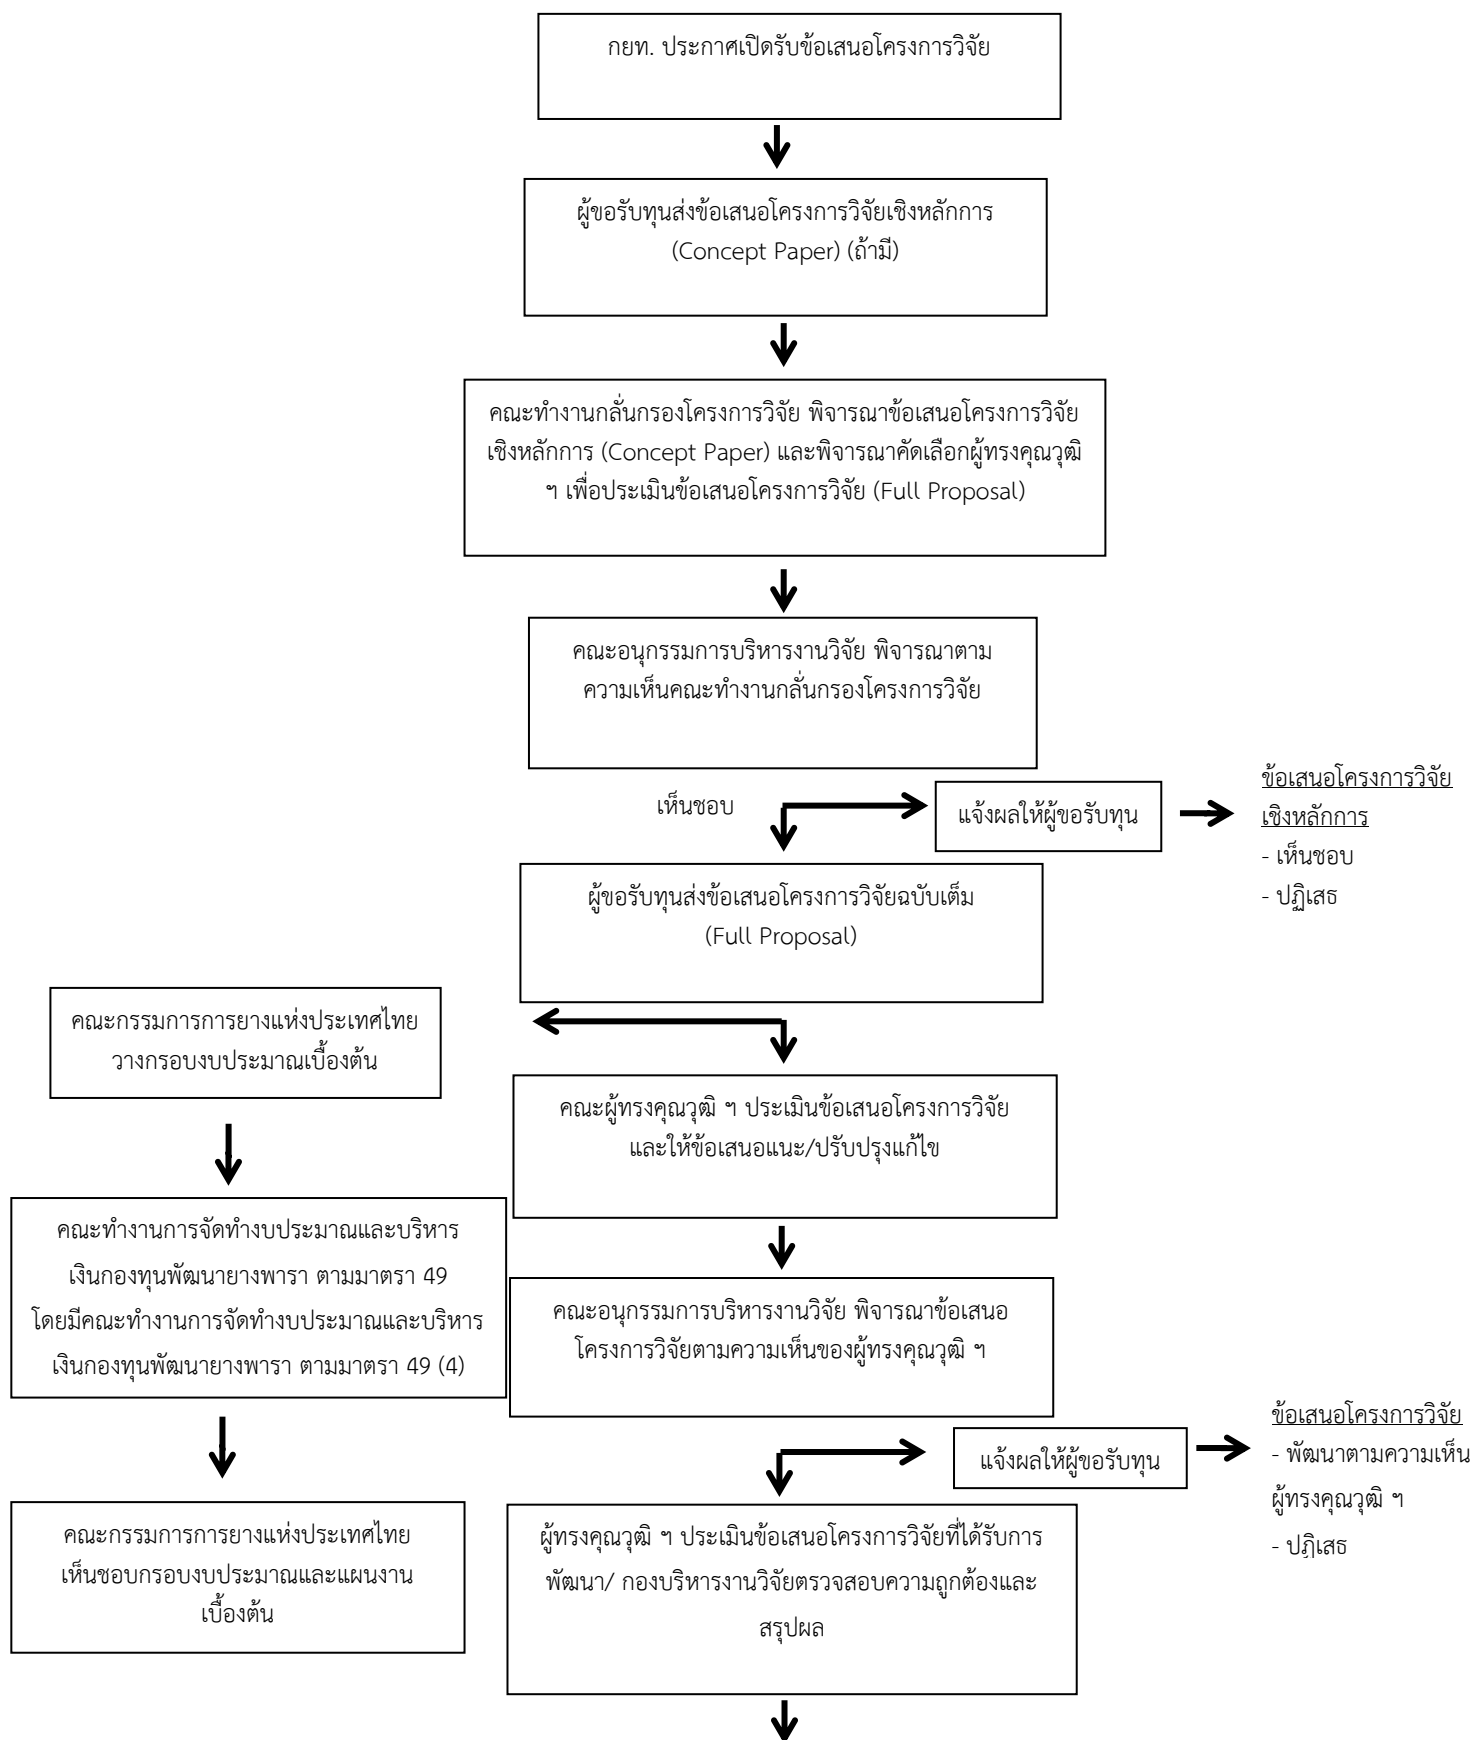 กยท. ประกาศเปิดรับข้อเสนอโครงการวิจัย
ผู้ขอรับทุนส่งข้อเสนอโครงการวิจัยเชิงหลักการ
(Concept Paper) (ถ้ามี)
คณะทำงานกลั่นกรองโครงการวิจัย พิจารณาข้อเสนอโครงการวิจัย
เชิงหลักการ (Concept Paper) และพิจารณาคัดเลือกผู้ทรงคุณวุฒิ
ฯ เพื่อประเมินข้อเสนอโครงการวิจัย (Full Proposal)
คณะอนุกรรมการบริหารงานวิจัย พิจารณาตาม
ความเห็นคณะทำงานกลั่นกรองโครงการวิจัย
เห็นชอบ
แจ้งผลให้ผู้ขอรับทุน
ข้อเสนอโครงการวิจัย
เชิงหลักการ
- เห็นชอบ
- ปฏิเสธ
ผู้ขอรับทุนส่งข้อเสนอโครงการวิจัยฉบับเต็ม
(Full Proposal)
คณะกรรมการการยางแห่งประเทศไทย
วางกรอบงบประมาณเบื้องต้น
คณะผู้ทรงคุณวุฒิ ฯ ประเมินข้อเสนอโครงการวิจัย
และให้ข้อเสนอแนะ/ปรับปรุงแก้ไข
คณะทำงานการจัดทำงบประมาณและบริหาร
เงินกองทุนพัฒนายางพารา ตามมาตรา 49
โดยมีคณะทำงานการจัดทำงบประมาณและบริหาร
เงินกองทุนพัฒนายางพารา ตามมาตรา 49 (4)
คณะอนุกรรมการบริหารงานวิจัย พิจารณาข้อเสนอ
โครงการวิจัยตามความเห็นของผู้ทรงคุณวุฒิ ฯ
แจ้งผลให้ผู้ขอรับทุน
ข้อเสนอโครงการวิจัย
- พัฒนาตามความเห็น
ผู้ทรงคุณวุฒิ ฯ
- ปฏิเสธ
คณะกรรมการการยางแห่งประเทศไทย
เห็นชอบกรอบงบประมาณและแผนงาน
เบื้องต้น
ผู้ทรงคุณวุฒิ ฯ ประเมินข้อเสนอโครงการวิจัยที่ได้รับการ
พัฒนา/ กองบริหารงานวิจัยตรวจสอบความถูกต้องและ
สรุปผล